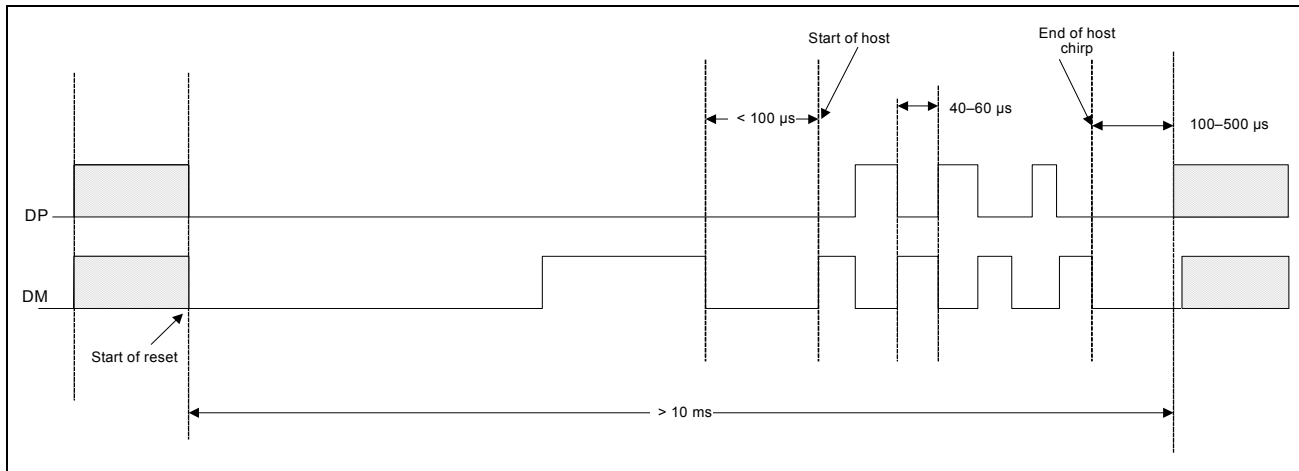 Start of host
End of host
chirp
< 100 µs
40–60 µs
100–500 µs
DP
DM
Start of reset
> 10 ms